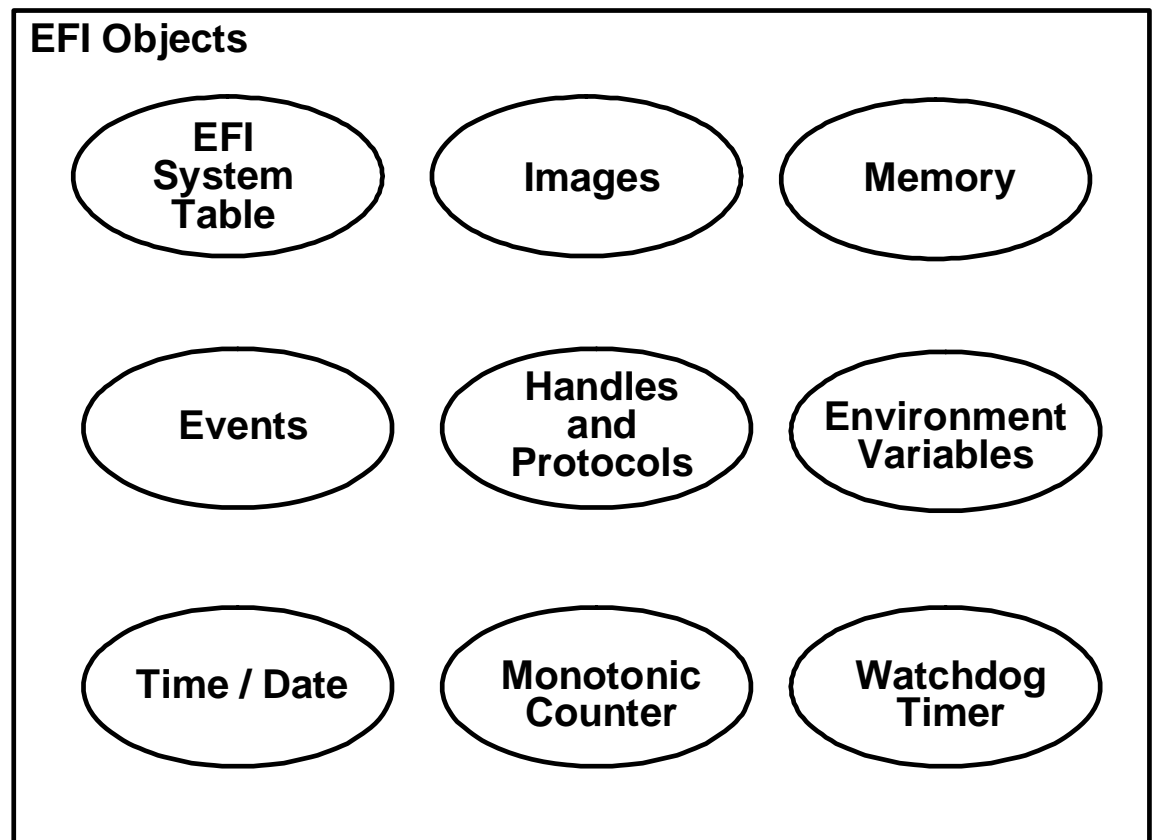 EFI Objects
EFI
System
Table
Images
Memory
Events
Handles
and
Protocols
Environment
Variables
Time / Date
Monotonic
Counter
Watchdog
Timer